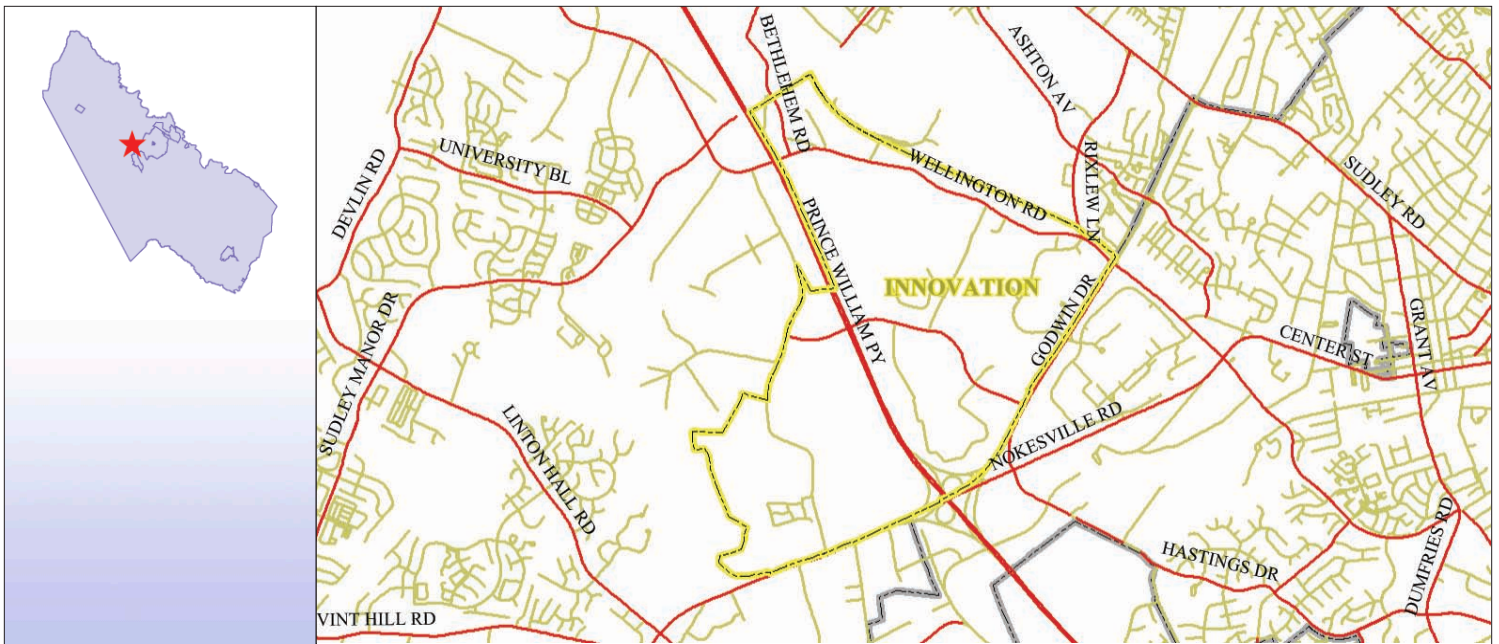 BETHLEHEM RD
ASHTON AV
UNIVERSITY BL
DEVLIN RD
WELLINGTON RD
RIXLEW LN
SUDLEY RD
PRINCE WILLIAM PY
INNOVATION
GODWIN DR
SUDLEY MANOR DR
CENTER ST
GRANT AV
LINTON HALL RD
NOKESVILLE RD
HASTINGS DR
DUMFRIES RD
VINT HILL RD